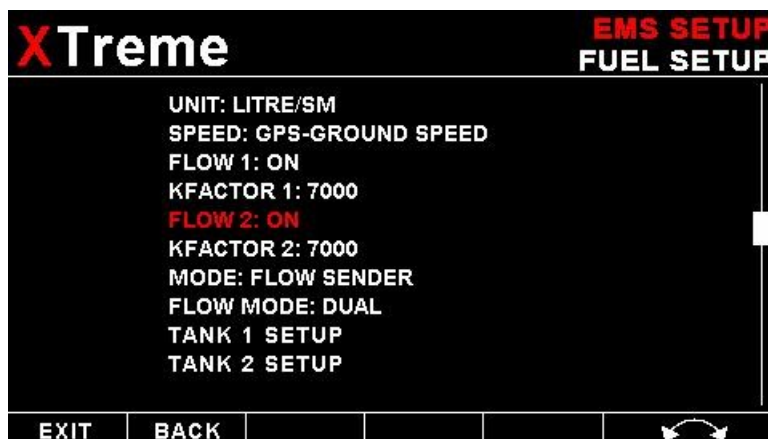 XTreme
EMS SETUP
FUEL SETUP
UNIT: LITRE/SM
SPEED: GPS-GROUND SPEED
FLOW 1: ON
KFACTOR 1: 7000
FLOW 2: ON
KFACTOR 2: 7000
MODE: FLOW SENDER
FLOW MODE: DUAL
TANK 1 SETUP
TANK 2 SETUP
EXIT BACK